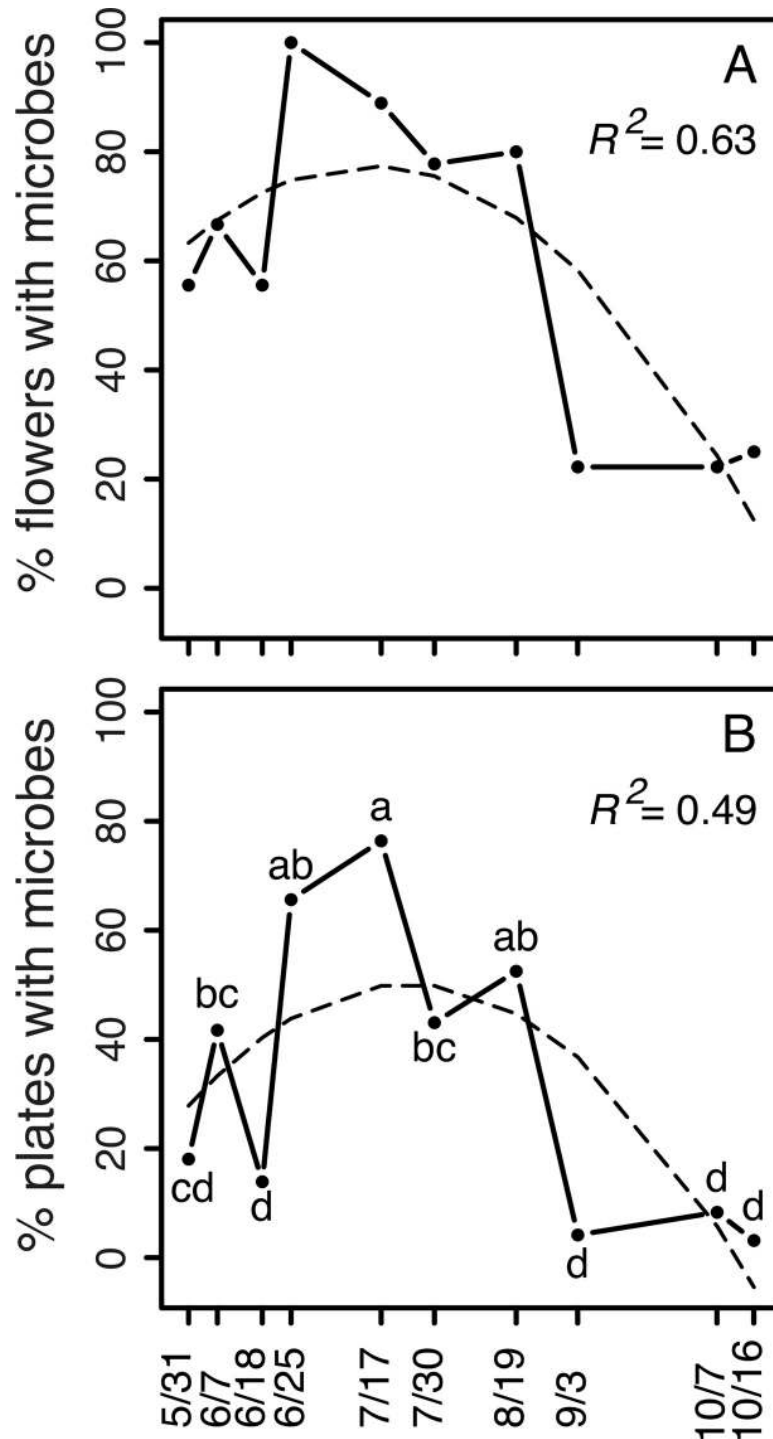 % flowers with microbes
100
80
60
40
20
0
A
R² = 0.63
% plates with microbes
100
80
60
40
20
0
B
R² = 0.49
cd
bc
d
ab
a
bc
ab
d
d
d
5/31
6/7
6/18
6/25
7/17
7/30
8/19
9/3
10/7
10/16